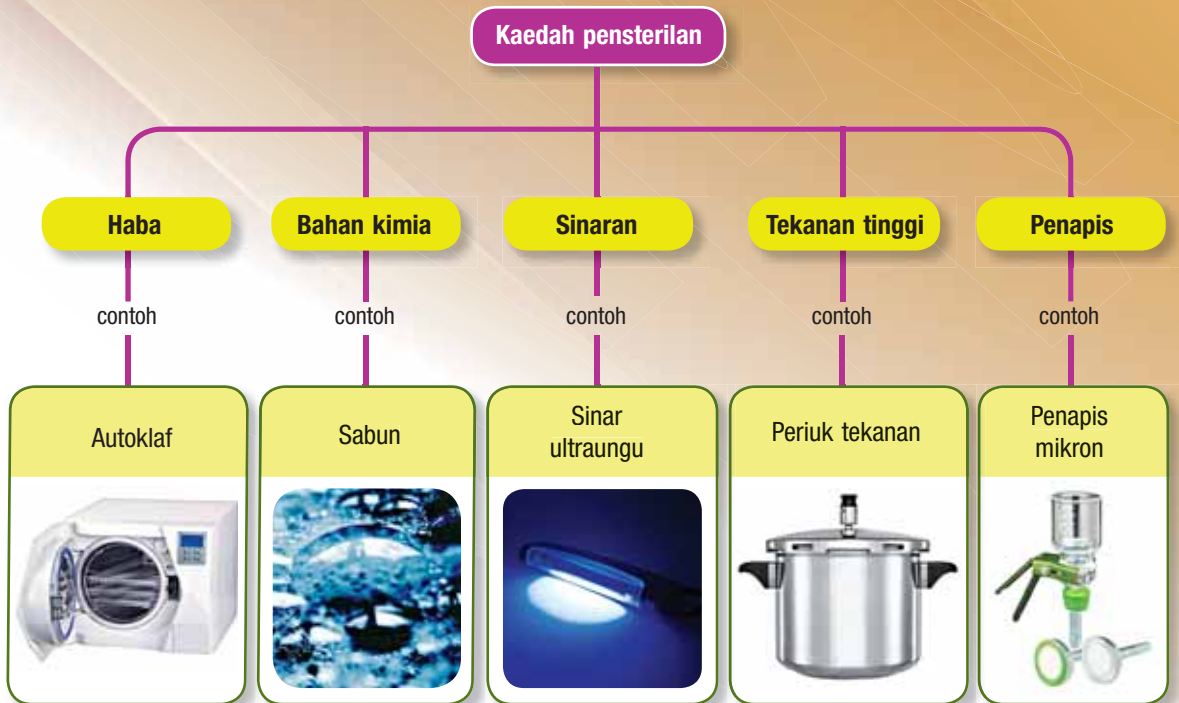 Kaedah pensterilan
Haba
Bahan kimia
Sinaran
Tekanan tinggi
Penapis
contoh
contoh
contoh
contoh
contoh
Autoklaf
Sabun
Sinar
ultraungu
Periuk tekanan
Penapis
mikron